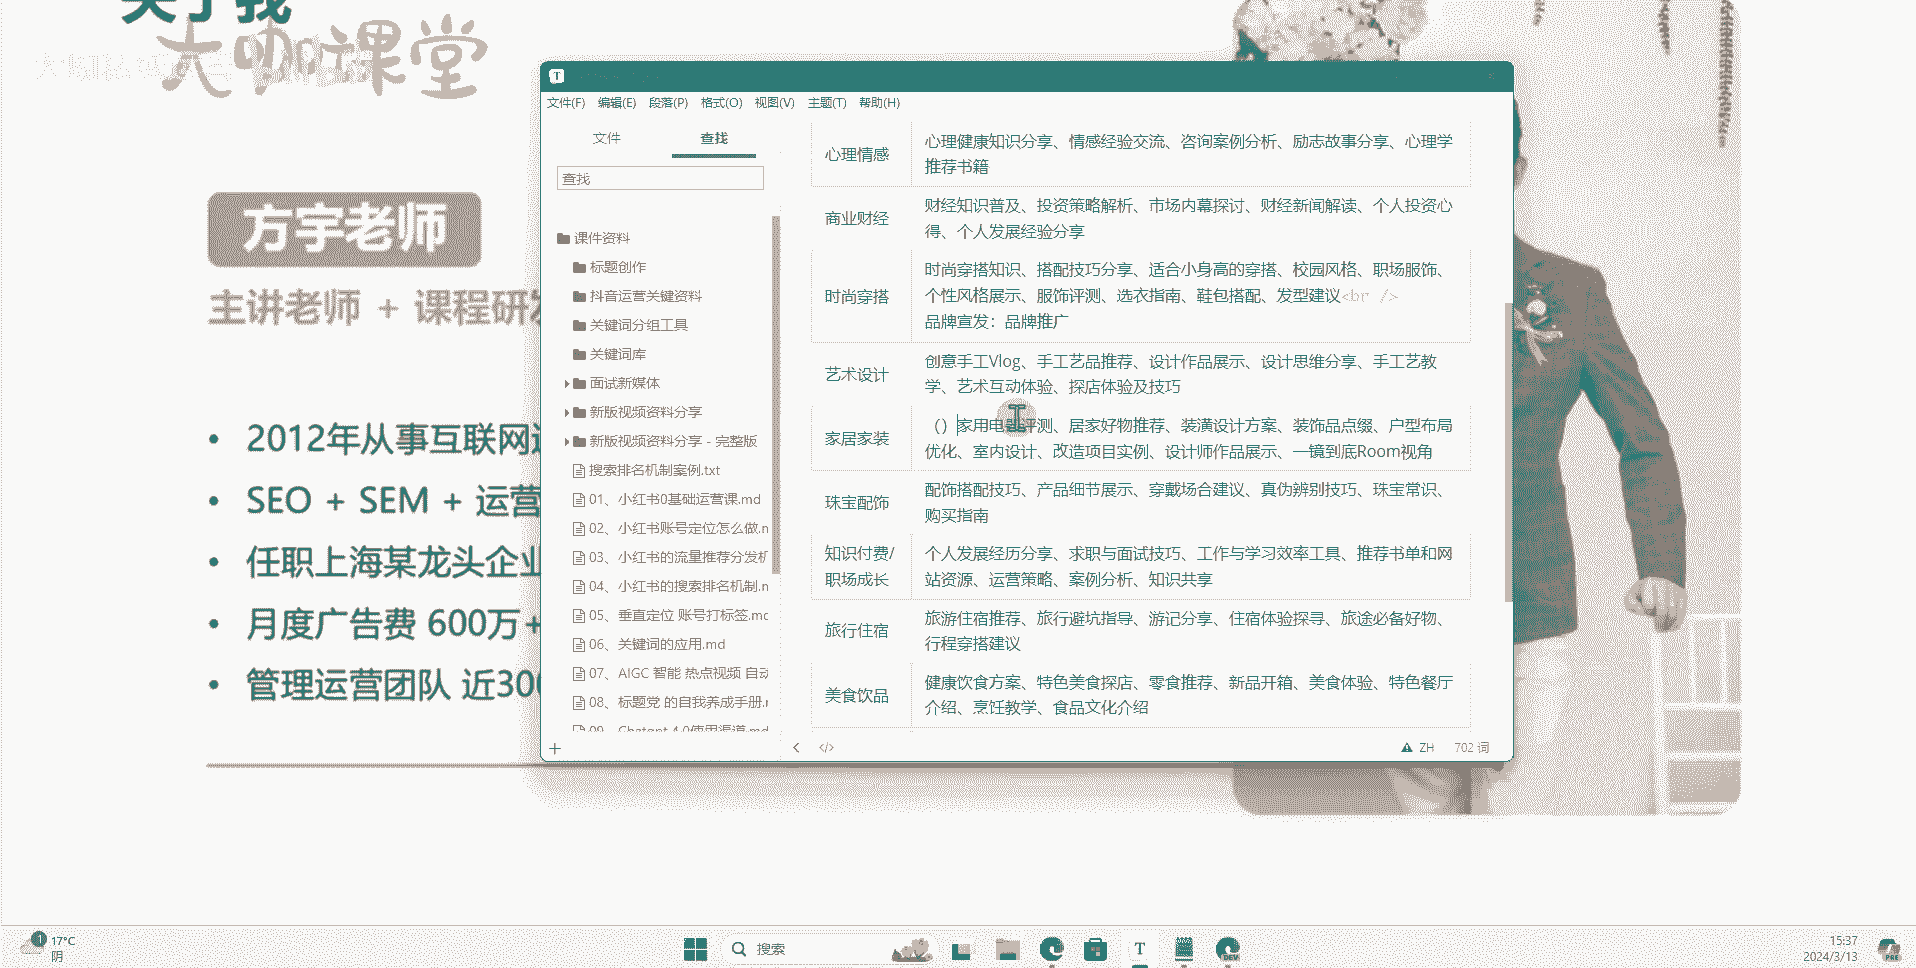 关于我
大咖课堂
方宇老师
主讲老师 + 课程研发
2012年从事互联网
SEO + SEM + 运营
任职上海某龙头企业
月度广告费 600万+
管理运营团队 近300
T
文件(F) 编辑(E) 段落(P) 格式(O) 视图(V) 主题(T) 帮助(H)
文件 查找
查找
课件资料
标题创作
抖音运营关键资料
关键词分组工具
关键词库
面试新媒体
新版视频资料分享
新版视频资料分享 - 完整版
搜索排名机制案例.txt
01、小红书0基础运营课.md
02、小红书账号定位怎么做.m
03、小红书的流量推荐分发机
04、小红书的搜索排名机制.m
05、垂直定位 账号打标签.mc
06、关键词的应用.md
07、AIGC 智能 热点视频 自动
08、标题党 的自我养成手册.r
09、Chatgpt 4.0使用渠道.md
心理情感
心理健康知识分享、情感经验交流、咨询案例分析、励志故事分享、心理学
推荐书籍
商业财经
财经知识普及、投资策略解析、市场内幕探讨、财经新闻解读、个人投资心
得、个人发展经验分享
时尚穿搭
时尚穿搭知识、搭配技巧分享、适合小身高的穿搭、校园风格、职场服饰、
个性风格展示、服饰评测、选衣指南、鞋包搭配、发型建议<br />
品牌宣发：品牌推广
艺术设计
创意手工Vlog、手工艺品推荐、设计作品展示、设计思维分享、手工艺教
学、艺术互动体验、探店体验及技巧
家居家装
（）家用电器评测、居家好物推荐、装潢设计方案、装饰品点缀、户型布局
优化、室内设计、改造项目实例、设计师作品展示、一镜到底Room视角
珠宝配饰
配饰搭配技巧、产品细节展示、穿戴场合建议、真伪辨别技巧、珠宝常识、
购买指南
知识付费/
职场成长
个人发展经历分享、求职与面试技巧、工作与学习效率工具、推荐书单和网
站资源、运营策略、案例分析、知识共享
旅行住宿
旅游住宿推荐、旅行避坑指导、游记分享、住宿体验探寻、旅途必备好物、
行程穿搭建议
美食饮品
健康饮食方案、特色美食探店、零食推荐、新品开箱、美食体验、特色餐厅
介绍、烹饪教学、食品文化介绍
ZH 702 词
1 17°C
阴
搜索
T
DEV
15:37
2024/3/13
PRE